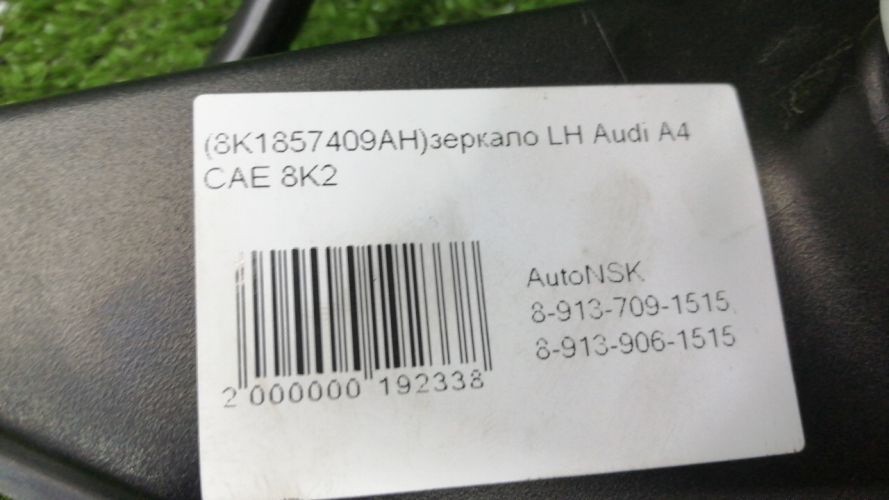 (8K1857409AH)зеркало LH Audi A4
CAE 8K2
AutoNSK
8-913-709-1515,
8-913-906-1515
2 000000 192338